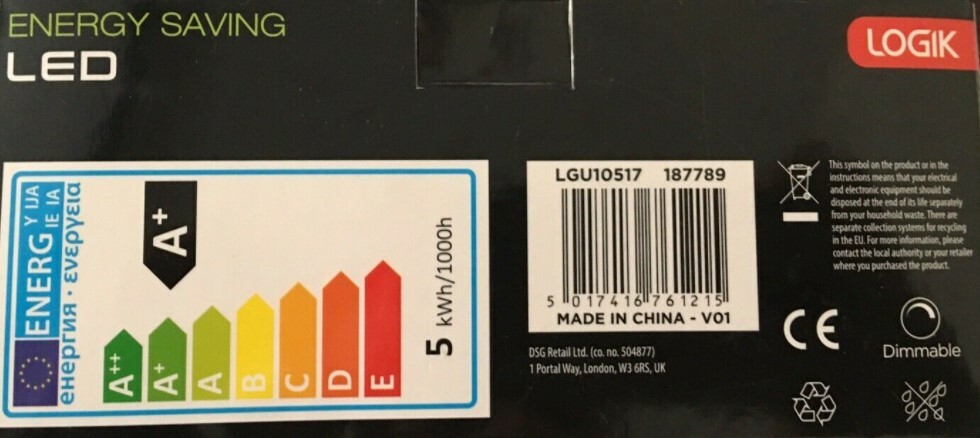 ENERGY SAVING
LED
LOGIK
ENERG Y IJA
IE IA
енергия · ενεργεια
A+
A++
A+
A
B
C
D
E
5 kWh/1000h
LGU10517 187789
5 017416 761215
MADE IN CHINA - V01
DSG Retail Ltd. (co. no. 504877)
1 Portal Way, London, W3 6RS, UK
This symbol on the product or in the
instructions means that your electrical
and electronic equipment should be
disposed at the end of its life separately
from your household waste. There are
separate collection systems for recycling
in the EU. For more information, please
contact the local authority or your retailer
where you purchased the product.
CE
Dimmable